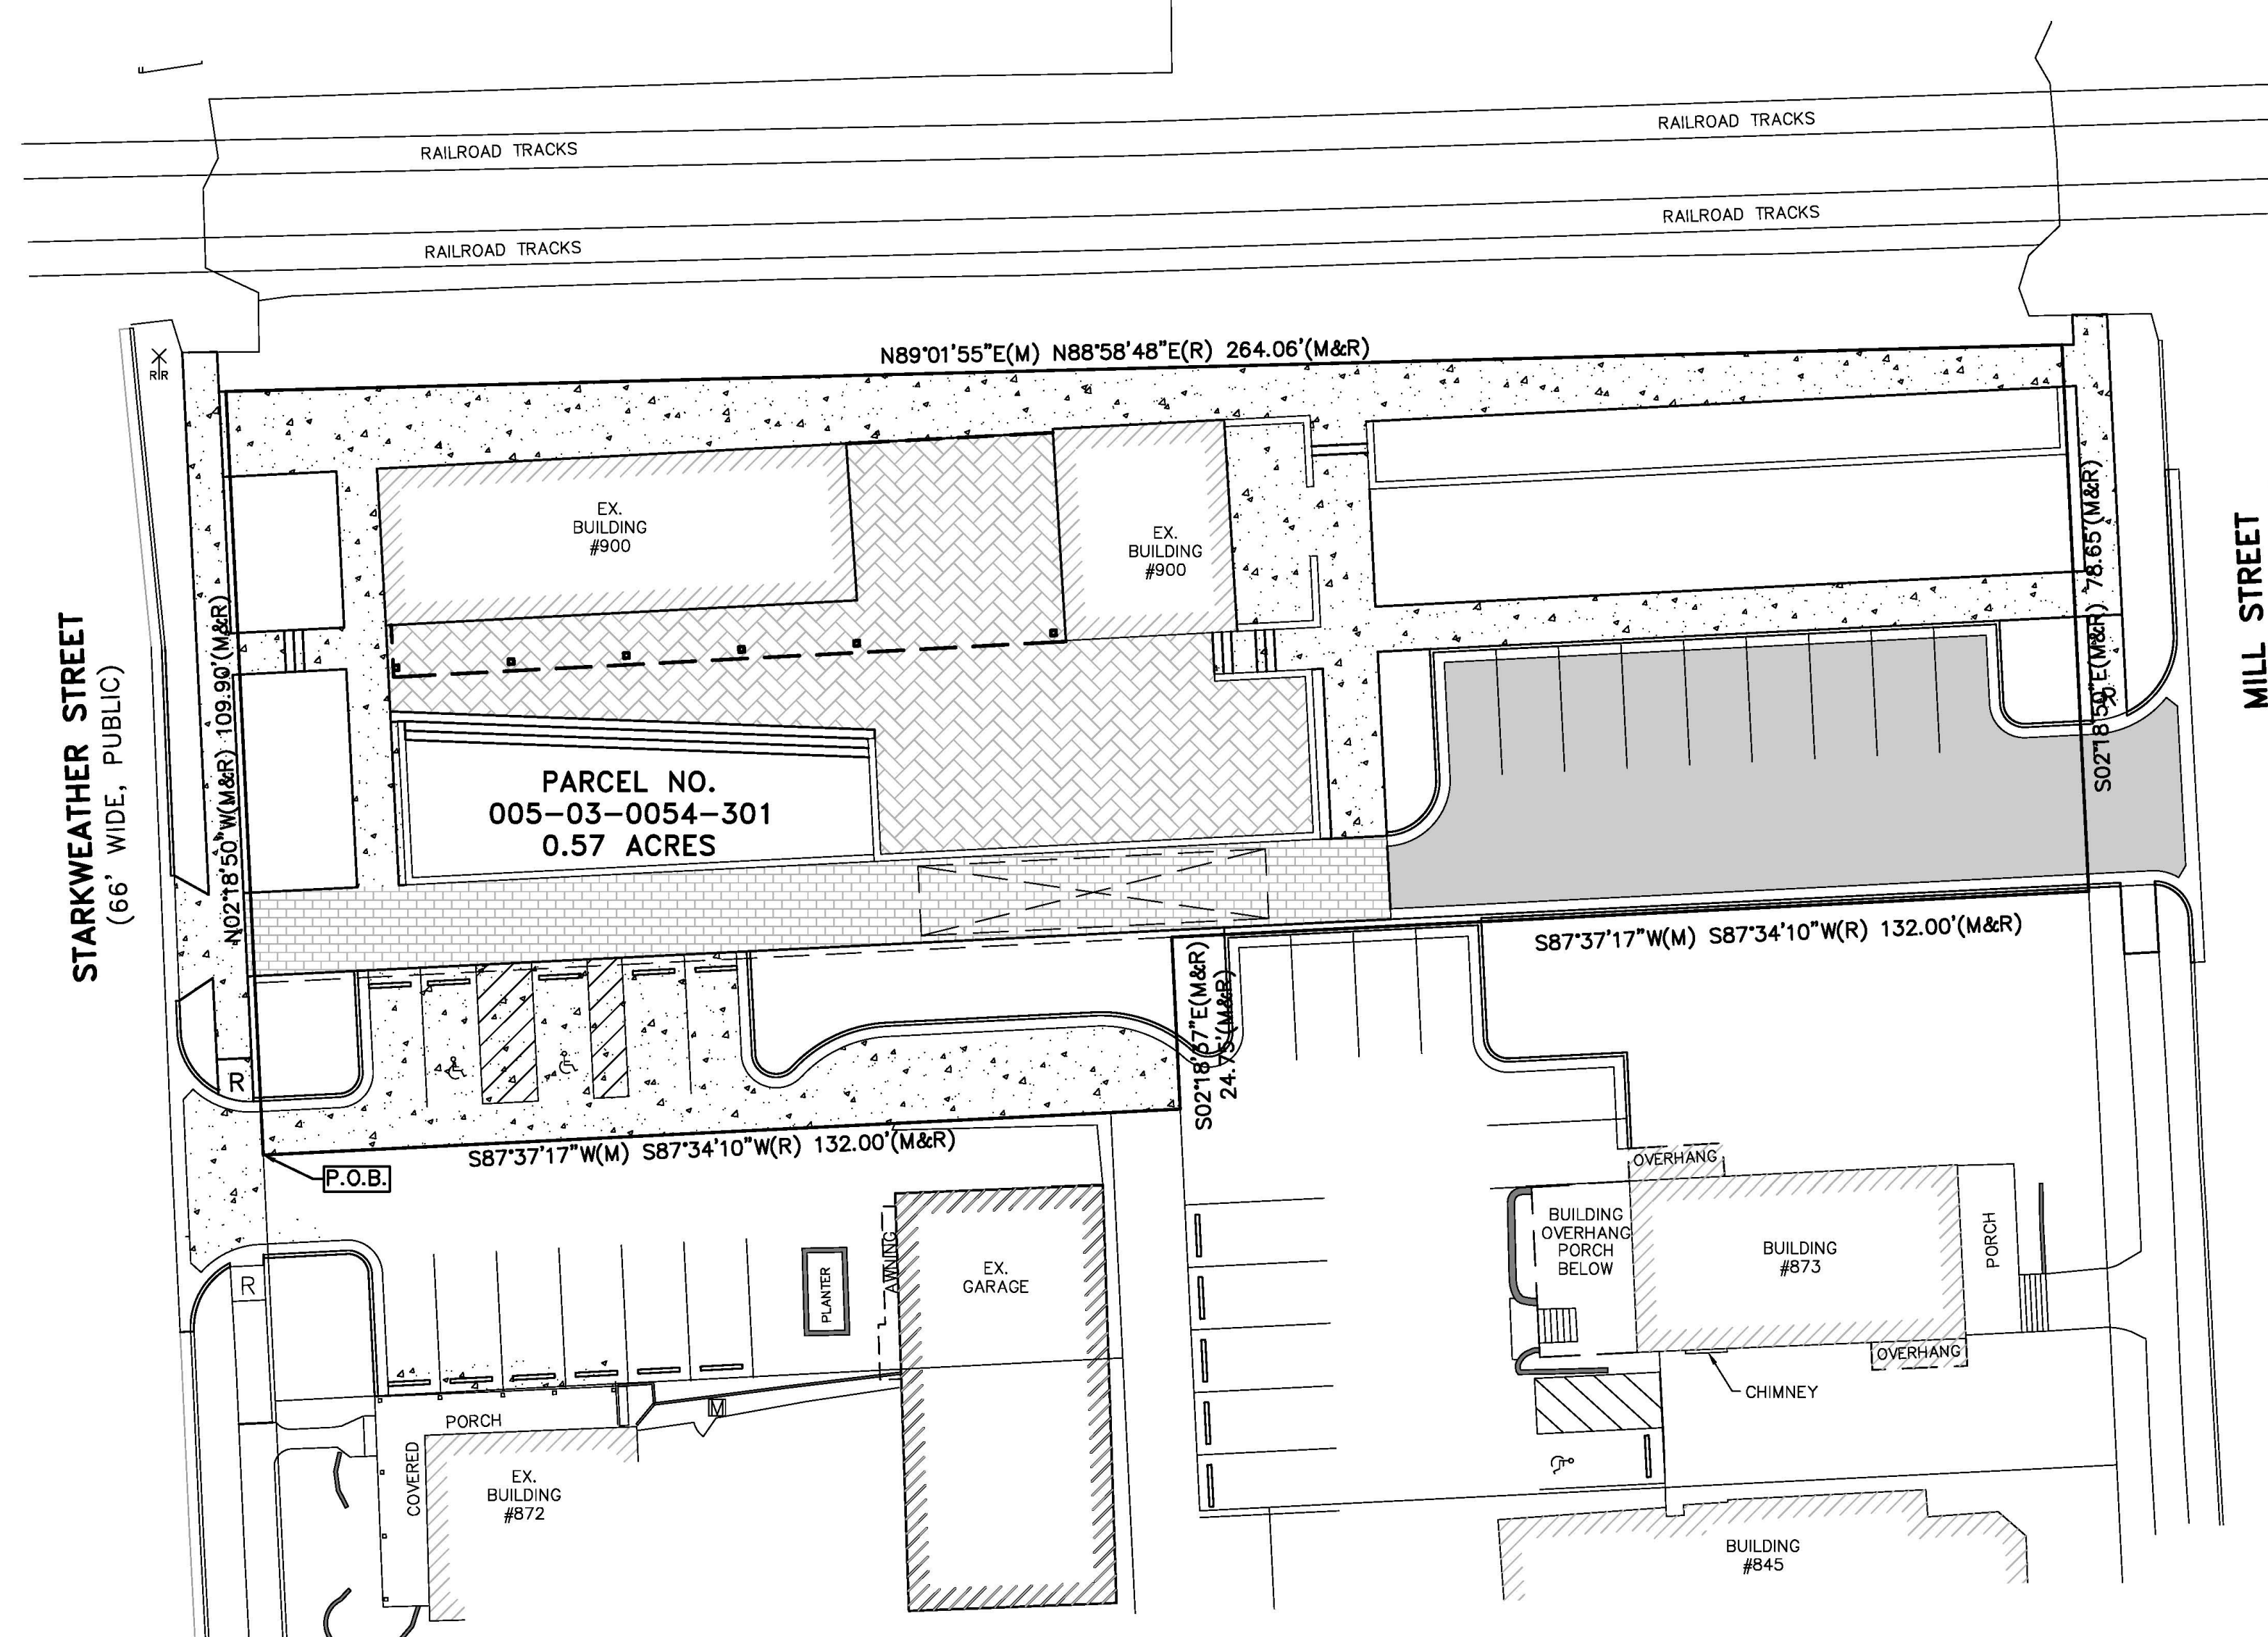 RAILROAD TRACKS
RAILROAD TRACKS
RAILROAD TRACKS
RAILROAD TRACKS
RR
N89°01'55"E(M) N88°58'48"E(R) 264.06'(M&R)
EX.
BUILDING
#900
EX.
BUILDING
#900
STARKWEATHER STREET
(66' WIDE, PUBLIC)
N02°18'50"W(M&R) 109.90'(M&R)
S02°18'50"E(M&R) 78.65'(M&R)
MILL STREET
PARCEL NO.
005-03-0054-301
0.57 ACRES
S87°37'17"W(M) S87°34'10"W(R) 132.00'(M&R)
S02°18'57"E(M&R)
24.75'(M&R)
R
S87°37'17"W(M) S87°34'10"W(R) 132.00'(M&R)
P.O.B.
R
PLANTER
AWNING
EX.
GARAGE
OVERHANG
BUILDING
OVERHANG
PORCH
BELOW
BUILDING
#873
PORCH
OVERHANG
CHIMNEY
PORCH
M
COVERED
EX.
BUILDING
#872
BUILDING
#845